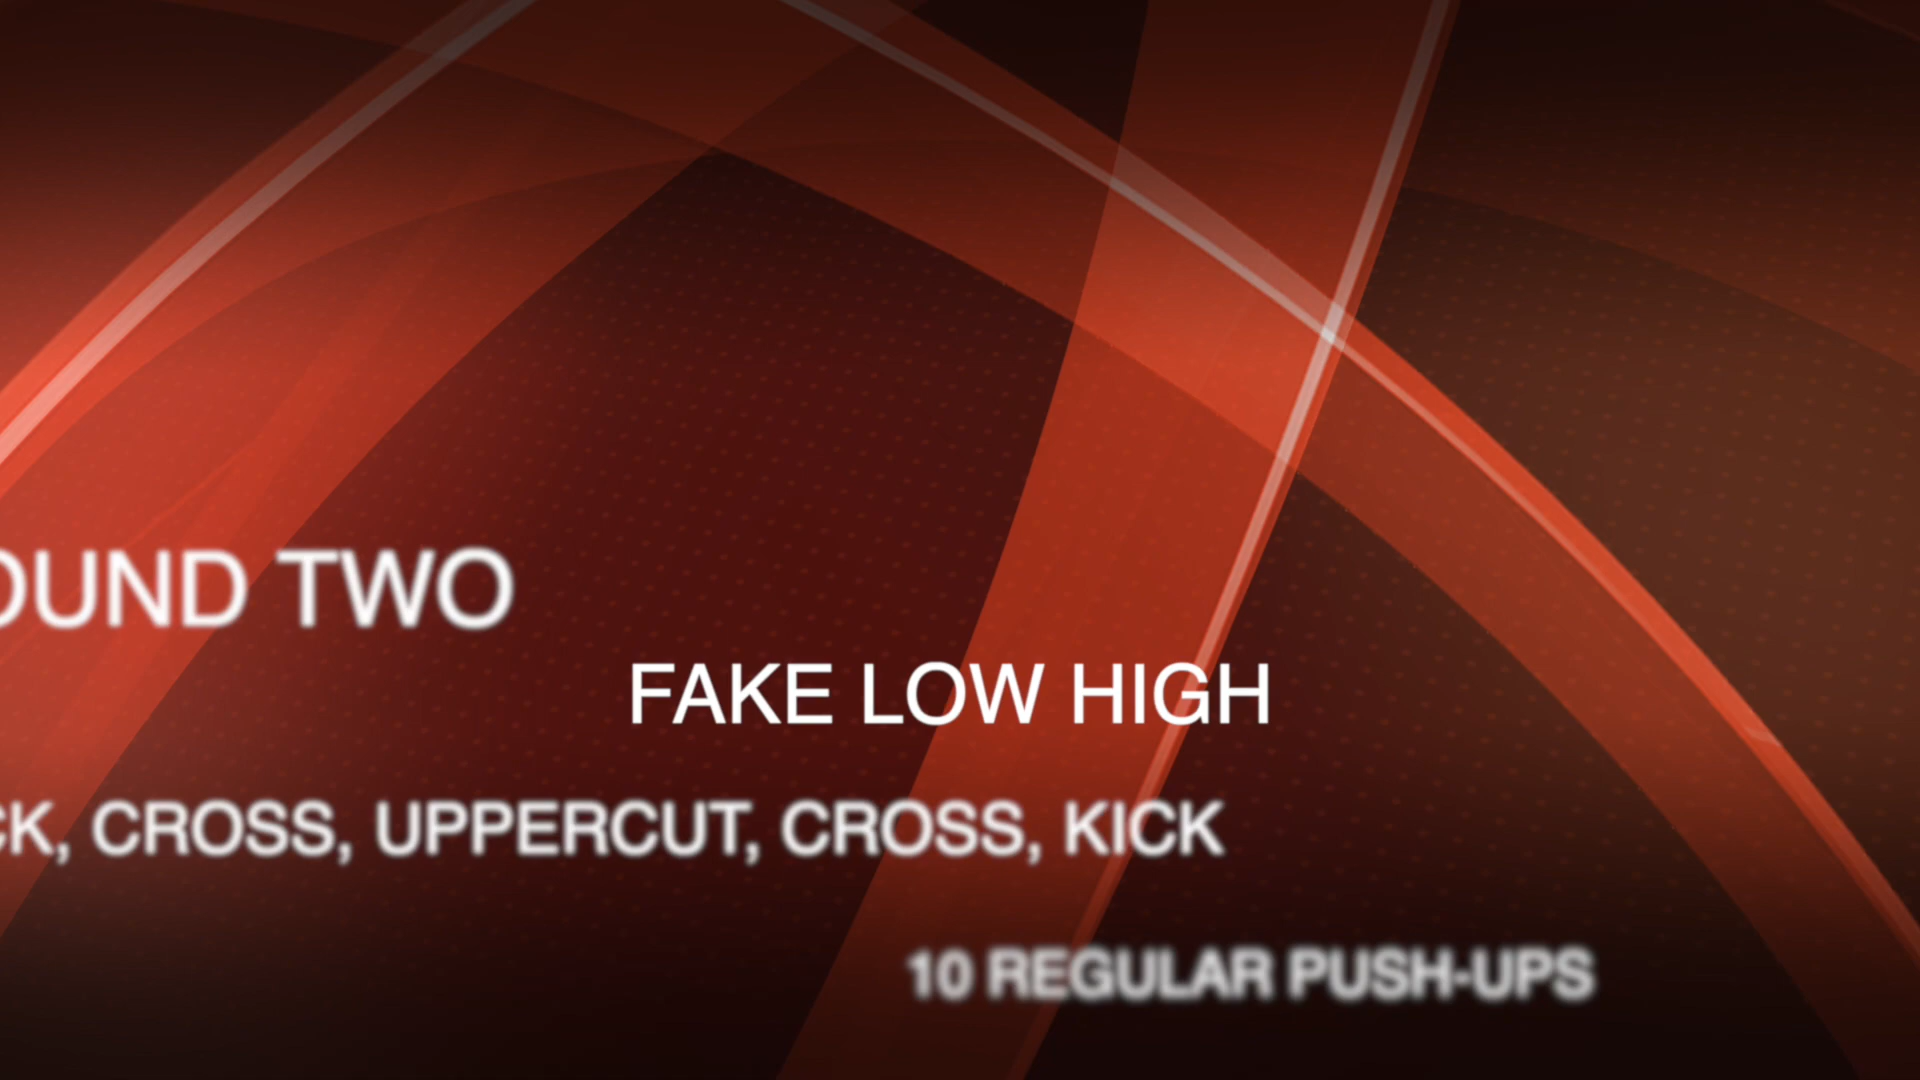 OUND TWO
FAKE LOW HIGH
CK, CROSS, UPPERCUT, CROSS, KICK
10 REGULAR PUSH-UPS